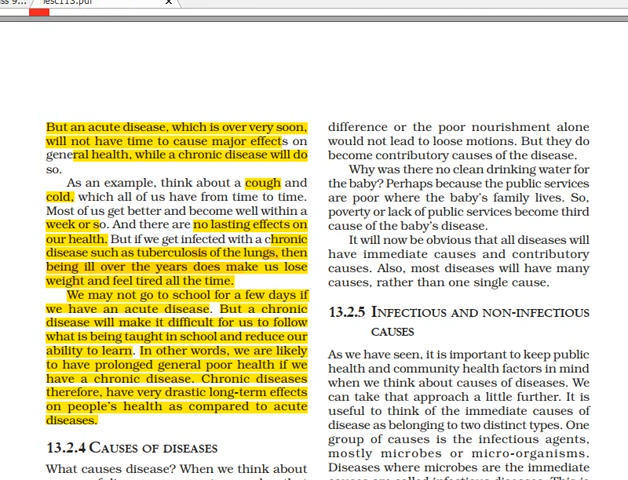 iesc113.pdf
But an acute disease, which is over very soon,
will not have time to cause major effects on
general health, while a chronic disease will do
so.
As an example, think about a cough and
cold, which all of us have from time to time.
Most of us get better and become well within a
week or so. And there are no lasting effects on
our health. But if we get infected with a chronic
disease such as tuberculosis of the lungs, then
being ill over the years does make us lose
weight and feel tired all the time.
We may not go to school for a few days if
we have an acute disease. But a chronic
disease will make it difficult for us to follow
what is being taught in school and reduce our
ability to learn. In other words, we are likely
to have prolonged general poor health if we
have a chronic disease. Chronic diseases
therefore, have very drastic long-term effects
on people's health as compared to acute
diseases.
13.2.4 CAUSES OF DISEASES
What causes disease? When we think about
difference or the poor nourishment alone
would not lead to loose motions. But they do
become contributory causes of the disease.
Why was there no clean drinking water for
the baby? Perhaps because the public services
are poor where the baby's family lives. So,
poverty or lack of public services become third
cause of the baby's disease.
It will now be obvious that all diseases will
have immediate causes and contributory
causes. Also, most diseases will have many
causes, rather than one single cause.
13.2.5 INFECTIOUS AND NON-INFECTIOUS
CAUSES
As we have seen, it is important to keep public
health and community health factors in mind
when we think about causes of diseases. We
can take that approach a little further. It is
useful to think of the immediate causes of
disease as belonging to two distinct types. One
group of causes is the infectious agents,
mostly microbes or micro-organisms.
Diseases where microbes are the immediate